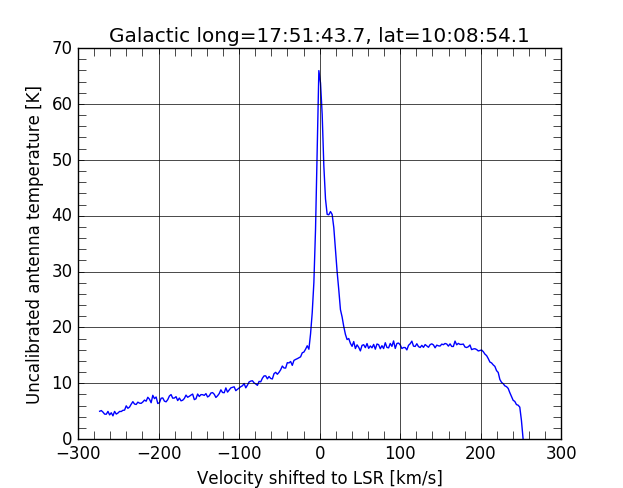 Galactic long=17:51:43.7, lat=10:08:54.1
Uncalibrated antenna temperature [K]
70
60
50
40
30
20
10
0
−300 −200 −100 0 100 200 300
Velocity shifted to LSR [km/s]